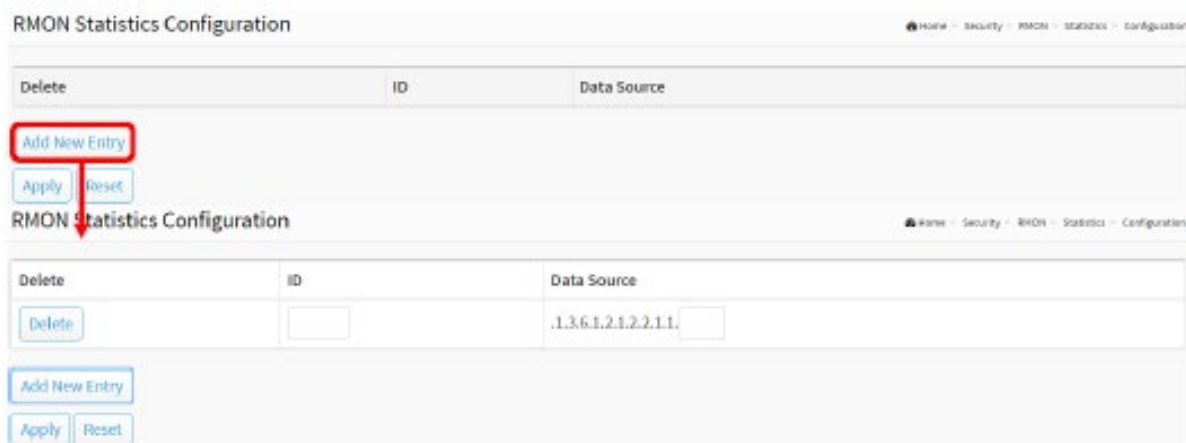 RMON Statistics Configuration
Home - Security - RMON - Statistics - Configuration
Delete ID Data Source
Add New Entry
Apply Reset
RMON Statistics Configuration
Home - Security - RMON - Statistics - Configuration
Delete ID Data Source
Delete .1.3.6.1.2.1.2.2.1.1.
Add New Entry
Apply Reset